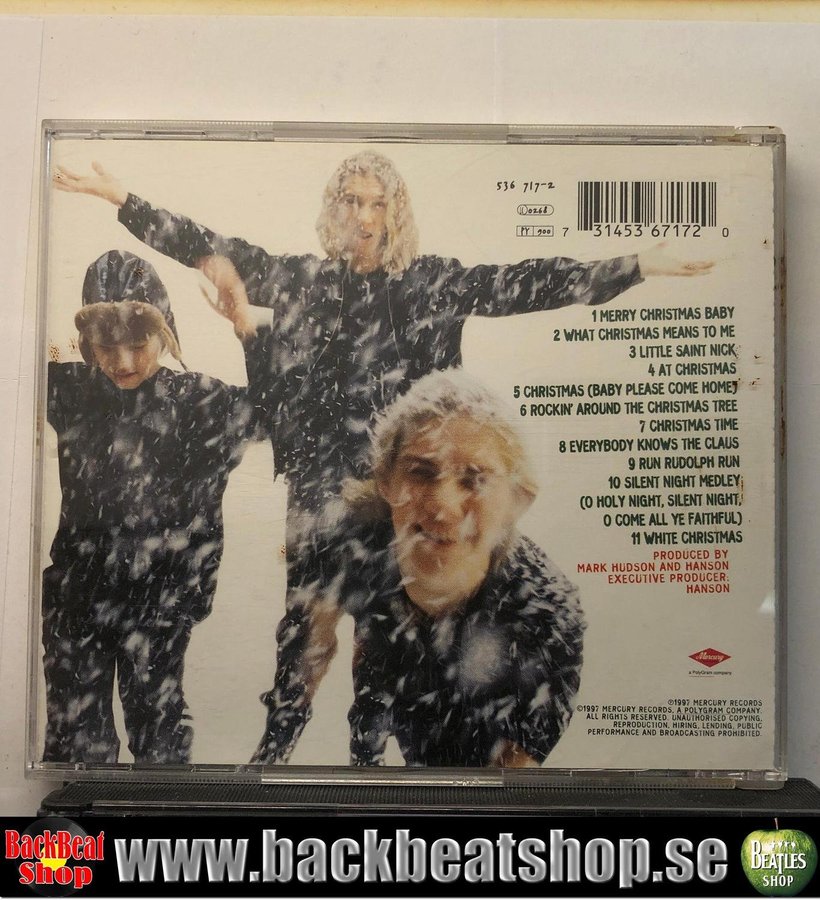 536 717-2
LC 0268
PY 900
7 31453 67172 0
1 MERRY CHRISTMAS BABY
2 WHAT CHRISTMAS MEANS TO ME
3 LITTLE SAINT NICK
4 AT CHRISTMAS
5 CHRISTMAS (BABY PLEASE COME HOME)
6 ROCKIN' AROUND THE CHRISTMAS TREE
7 CHRISTMAS TIME
8 EVERYBODY KNOWS THE CLAUS
9 RUN RUDOLPH RUN
10 SILENT NIGHT MEDLEY
(O HOLY NIGHT, SILENT NIGHT,
O COME ALL YE FAITHFUL)
11 WHITE CHRISTMAS
PRODUCED BY
MARK HUDSON AND HANSON
EXECUTIVE PRODUCER:
HANSON
Mercury
a PolyGram company
℗1997 MERCURY RECORDS
©1997 MERCURY RECORDS, A POLYGRAM COMPANY.
ALL RIGHTS RESERVED. UNAUTHORISED COPYING,
REPRODUCTION, HIRING, LENDING, PUBLIC
PERFORMANCE AND BROADCASTING PROHIBITED.
BackBeat
Shop
www.backbeatshop.se
BEATLES
SHOP